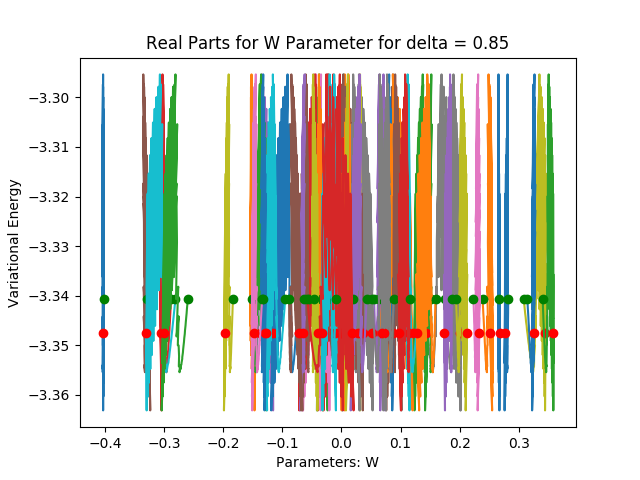 Real Parts for W Parameter for delta = 0.85
Variational Energy
−3.30
−3.31
−3.32
−3.33
−3.34
−3.35
−3.36
−0.4 −0.3 −0.2 −0.1 0.0 0.1 0.2 0.3
Parameters: W